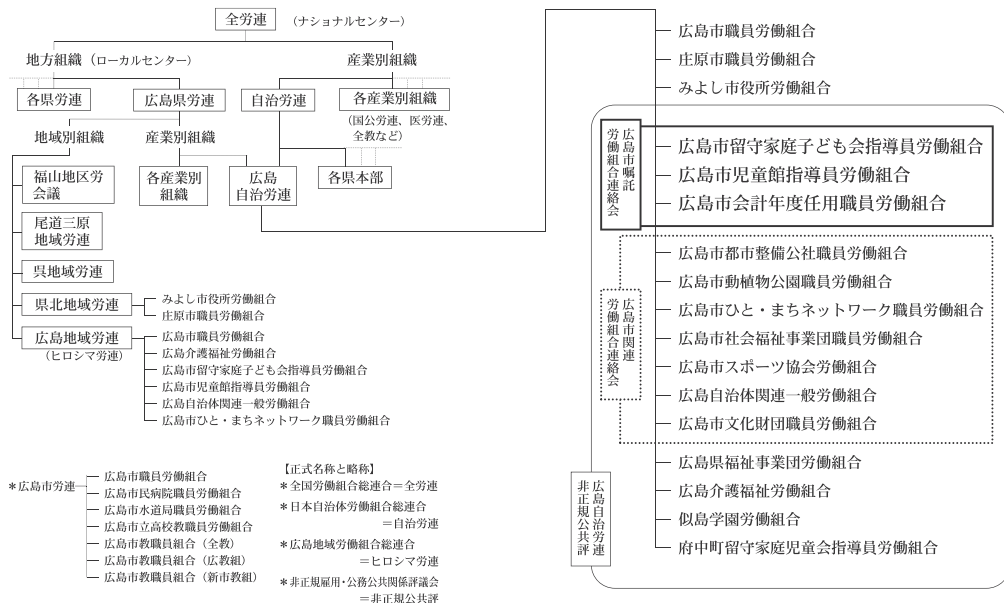 全労連 (ナショナルセンター)
地方組織(ローカルセンター)
産業別組織
各県労連
広島県労連
自治労連
各産業別組織
(国公労連、医労連、
全教など)
地域別組織
産業別組織
福山地区労
会議
各産業別
組織
広島
自治労連
各県本部
尾道三原
地域労連
呉地域労連
県北地域労連
みよし市役所労働組合
庄原市職員労働組合
広島地域労連
(ヒロシマ労連)
広島市職員労働組合
広島介護福祉労働組合
広島市留守家庭子ども会指導員労働組合
広島市児童館指導員労働組合
広島自治体関連一般労働組合
広島市ひと・まちネットワーク職員労働組合
*広島市労連
広島市職員労働組合
広島市民病院職員労働組合
広島市水道局職員労働組合
広島市立高校教職員労働組合
広島市教職員組合(全教)
広島市教職員組合(広教組)
広島市教職員組合(新市教組)
【正式名称と略称】
*全国労働組合総連合=全労連
*日本自治体労働組合総連合
=自治労連
*広島地域労働組合総連合
=ヒロシマ労連
*非正規雇用・公務公共関係評議会
=非正規公共評
広島市職員労働組合
庄原市職員労働組合
みよし市役所労働組合
広島市嘱託
労働組合連絡会
広島市留守家庭子ども会指導員労働組合
広島市児童館指導員労働組合
広島市会計年度任用職員労働組合
広島市関連
労働組合連絡会
広島市都市整備公社職員労働組合
広島市動植物公園職員労働組合
広島市ひと・まちネットワーク職員労働組合
広島市社会福祉事業団職員労働組合
広島市スポーツ協会労働組合
広島自治体関連一般労働組合
広島市文化財団職員労働組合
広島自治労連
非正規公共評
広島県福祉事業団労働組合
広島介護福祉労働組合
似島学園労働組合
府中町留守家庭児童会指導員労働組合